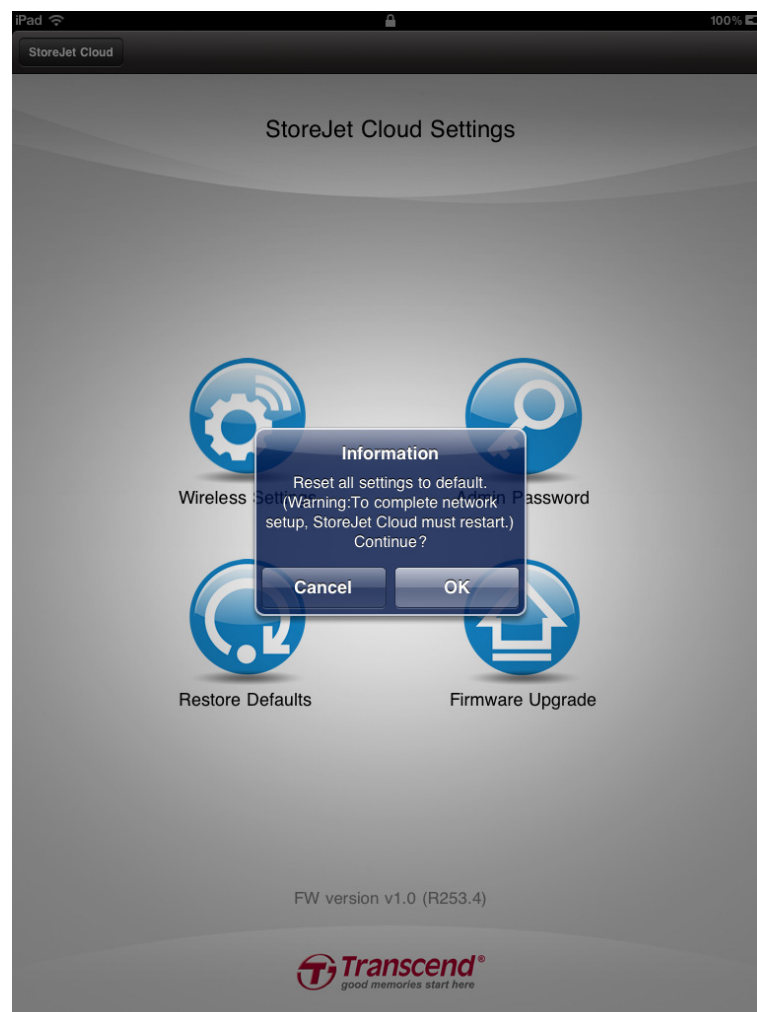 iPad
100%
StoreJet Cloud
StoreJet Cloud Settings
Information
Reset all settings to default.
(Warning:To complete network
setup, StoreJet Cloud must restart.)
Continue?
Cancel
OK
Wireless Settings
Admin Password
Restore Defaults
Firmware Upgrade
FW version v1.0 (R253.4)
Transcend®
good memories start here